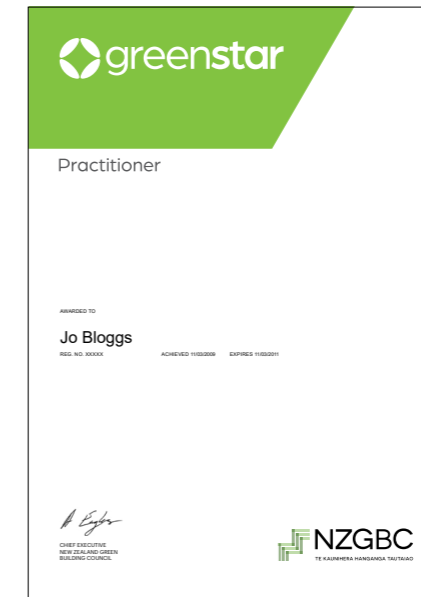 greenstar
Practitioner
AWARDED TO
Jo Bloggs
REG. NO. XXXXX ACHIEVED 11/03/2009 EXPIRES 11/03/2011
CHIEF EXECUTIVE
NEW ZEALAND GREEN
BUILDING COUNCIL
NZGBC
TE KAUNIHERA HANGANGA TAUTAIAO